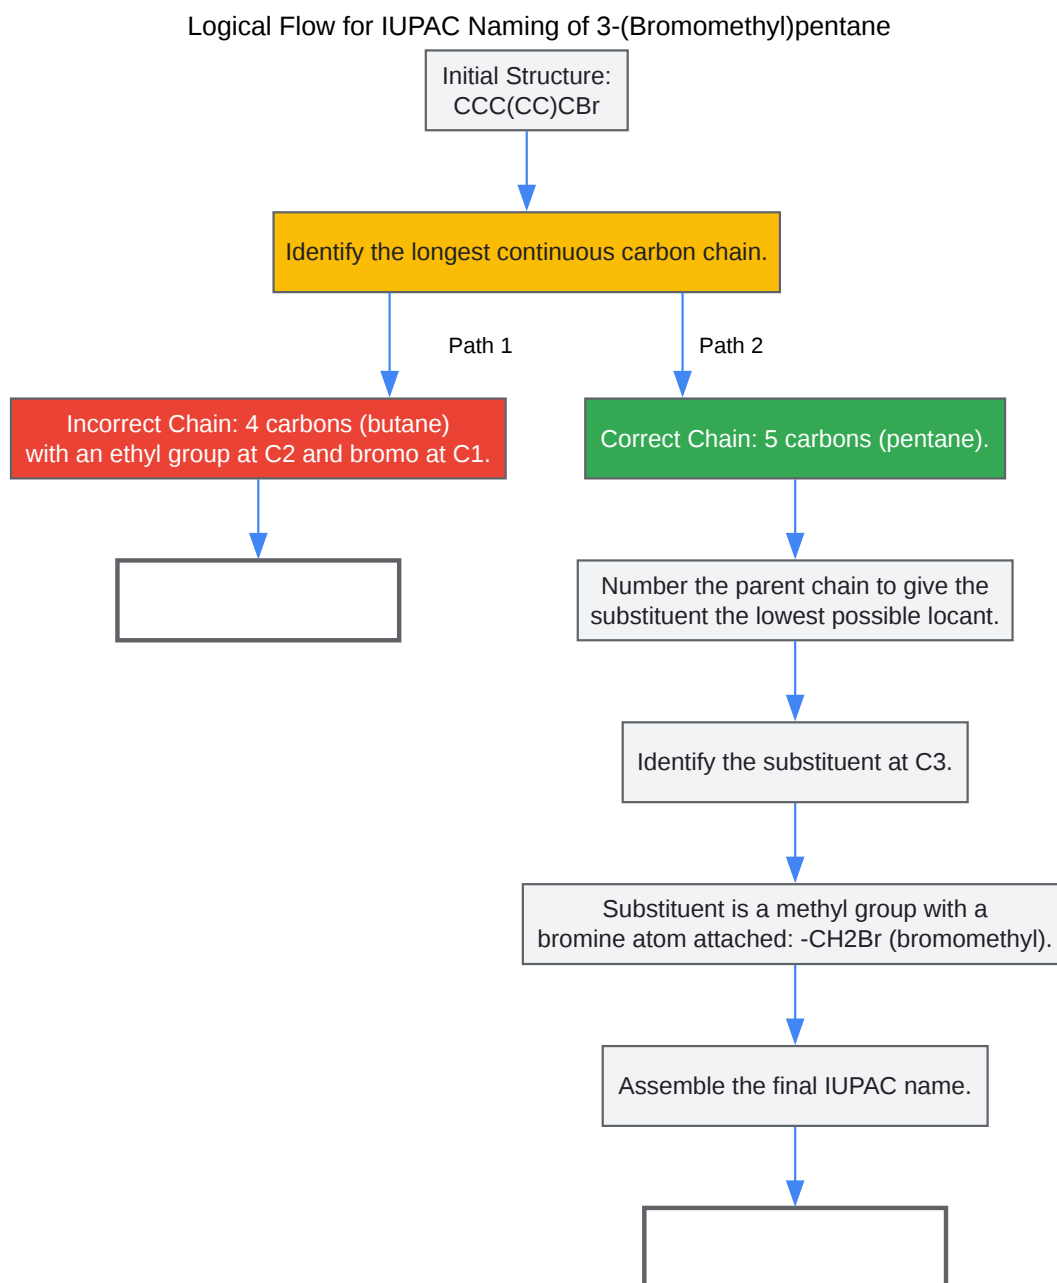 Logical Flow for IUPAC Naming of 3-(Bromomethyl)pentane
Initial Structure:
CCC(CC)CBr
Identify the longest continuous carbon chain.
Path 1
Path 2
Incorrect Chain: 4 carbons (butane)
with an ethyl group at C2 and bromo at C1.
Correct Chain: 5 carbons (pentane).
Number the parent chain to give the
substituent the lowest possible locant.
Identify the substituent at C3.
Substituent is a methyl group with a
bromine atom attached: -CH2Br (bromomethyl).
Assemble the final IUPAC name.